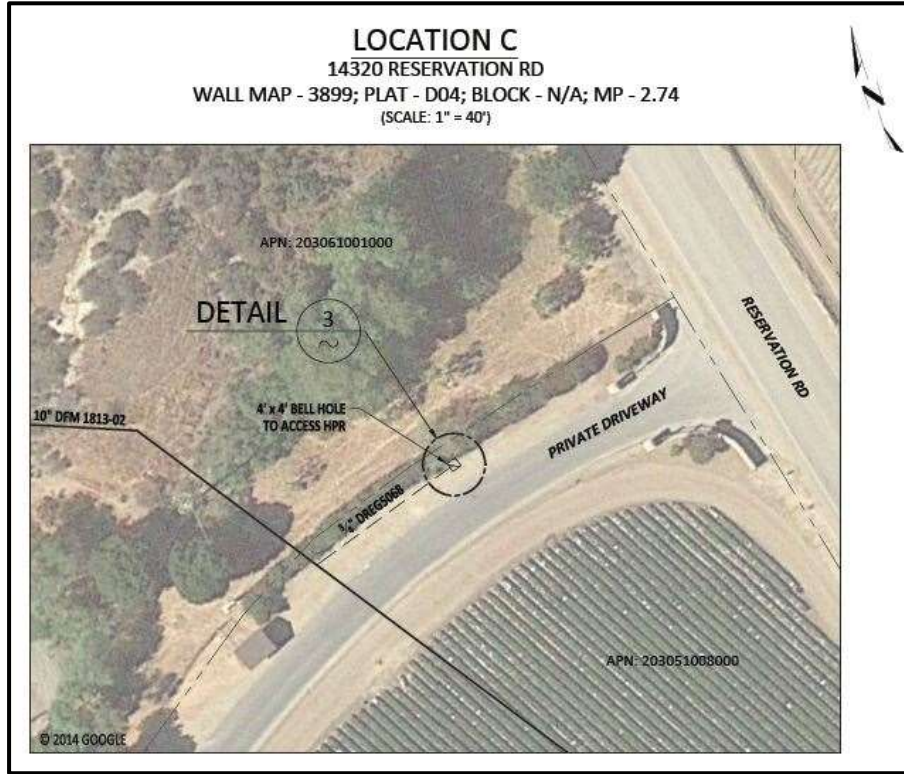 LOCATION C
14320 RESERVATION RD
WALL MAP - 3899; PLAT - D04; BLOCK - N/A; MP - 2.74
(SCALE: 1" = 40')
APN: 203061001000
DETAIL
3
RESERVATION RD
4' x 4' BELL HOLE
TO ACCESS HPR
10" DFM 1813-02
PRIVATE DRIVEWAY
DREG5068
APN: 203051008000
© 2014 GOOGLE